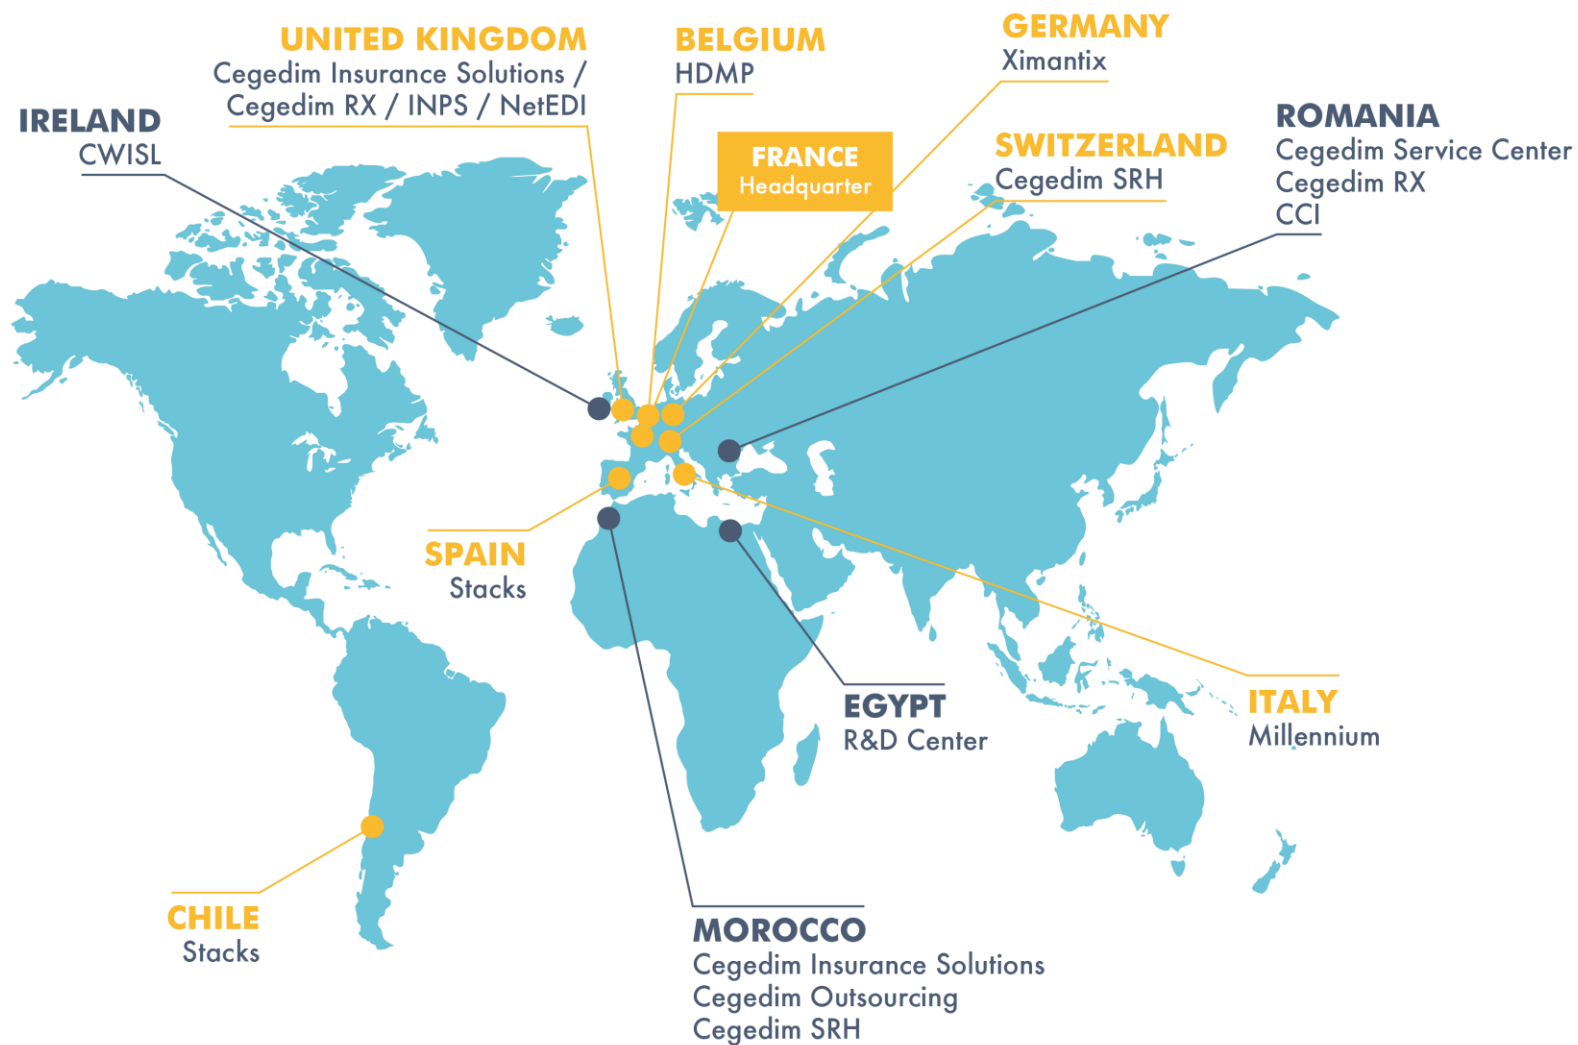 UNITED KINGDOM
Cegedim Insurance Solutions /
Cegedim RX / INPS / NetEDI
BELGIUM
HDMP
GERMANY
Ximantix
IRELAND
CWISL
FRANCE
Headquarter
SWITZERLAND
Cegedim SRH
ROMANIA
Cegedim Service Center
Cegedim RX
CCI
SPAIN
Stacks
EGYPT
R&D Center
ITALY
Millennium
CHILE
Stacks
MOROCCO
Cegedim Insurance Solutions
Cegedim Outsourcing
Cegedim SRH